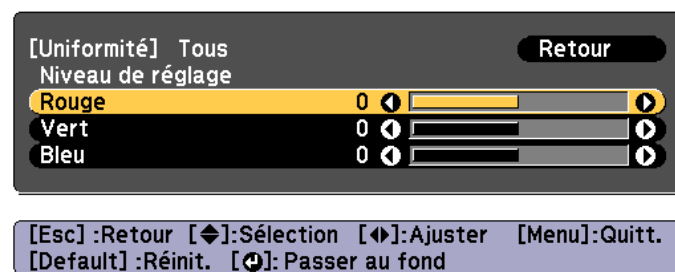 [Uniformité] Tous Retour
Niveau de réglage
Rouge 0
Vert 0
Bleu 0
[Esc] :Retour [◆]:Sélection [◆]:Ajuster [Menu]:Quitt.
[Default] :Réinit. [↵]: Passer au fond